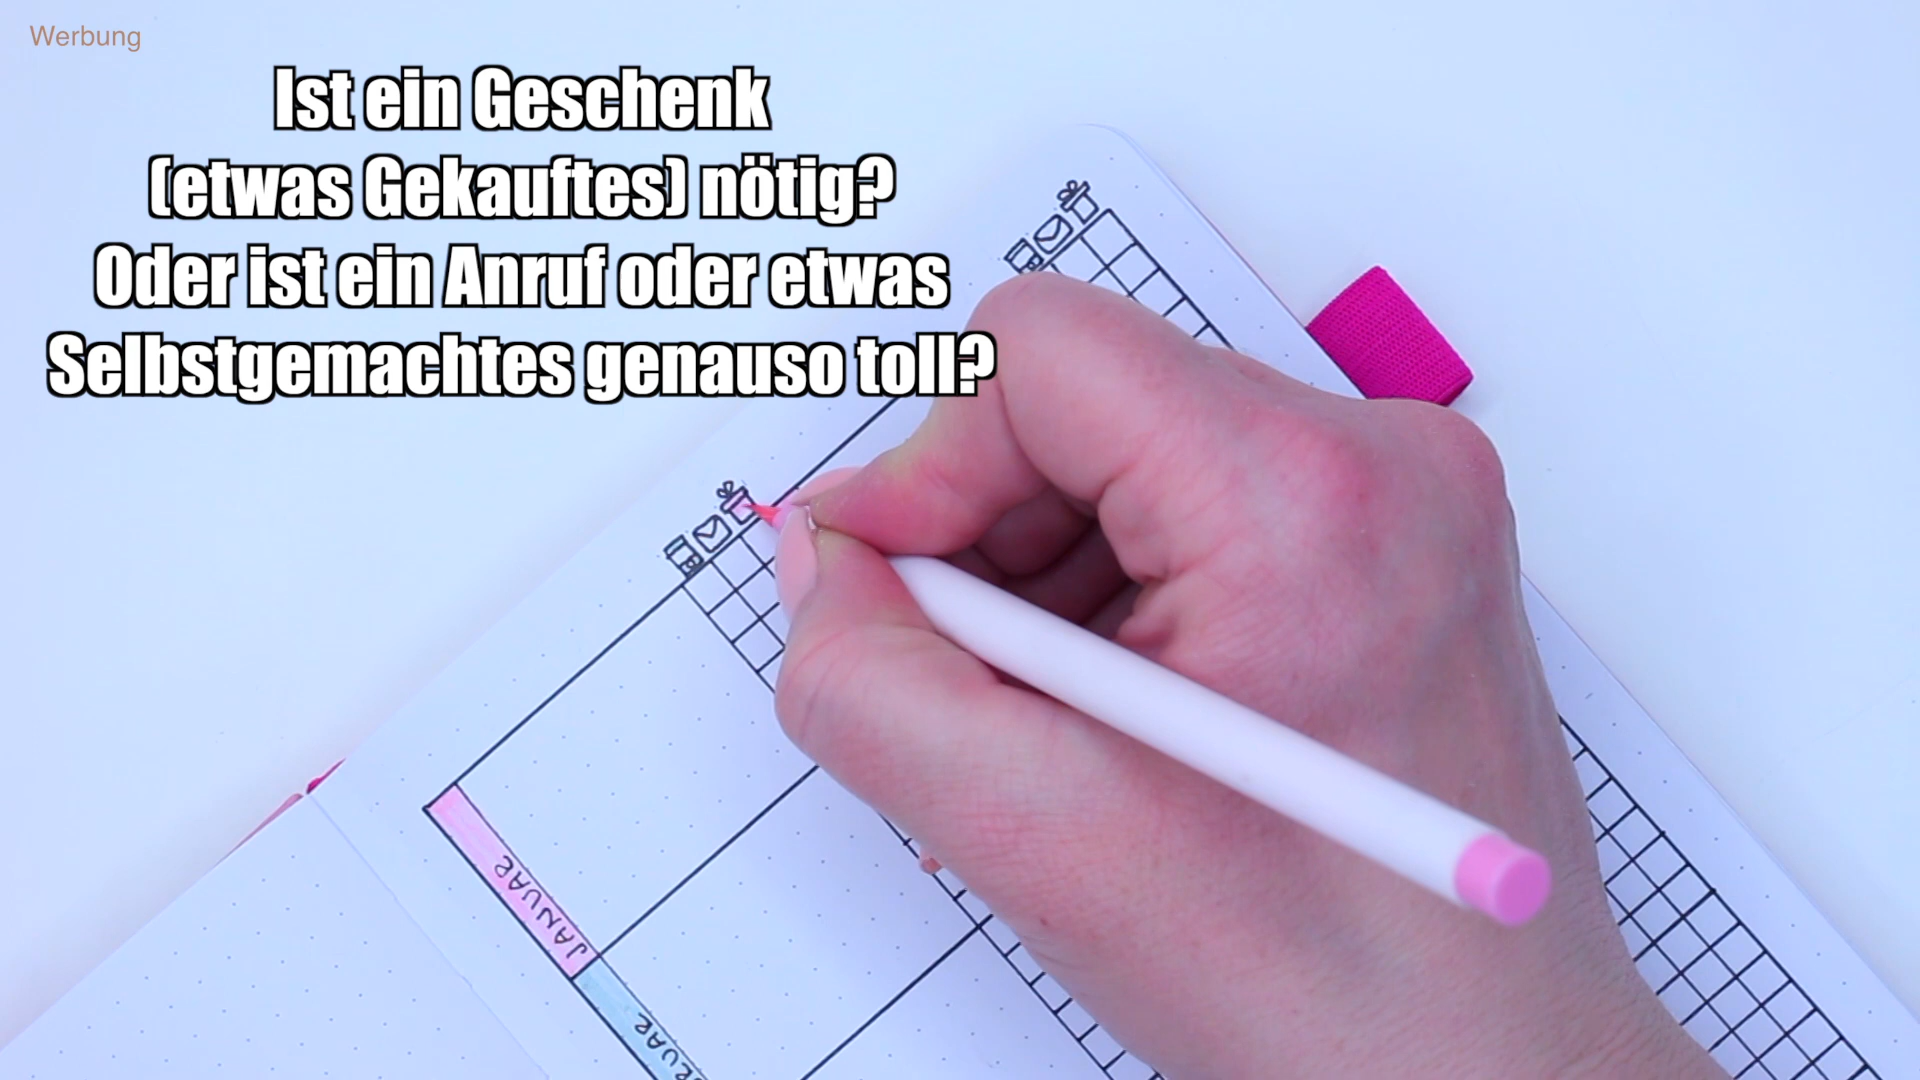 Werbung
Ist ein Geschenk
(etwas Gekauftes) nötig?
Oder ist ein Anruf oder etwas
Selbstgemachtes genauso toll?
JANUAR